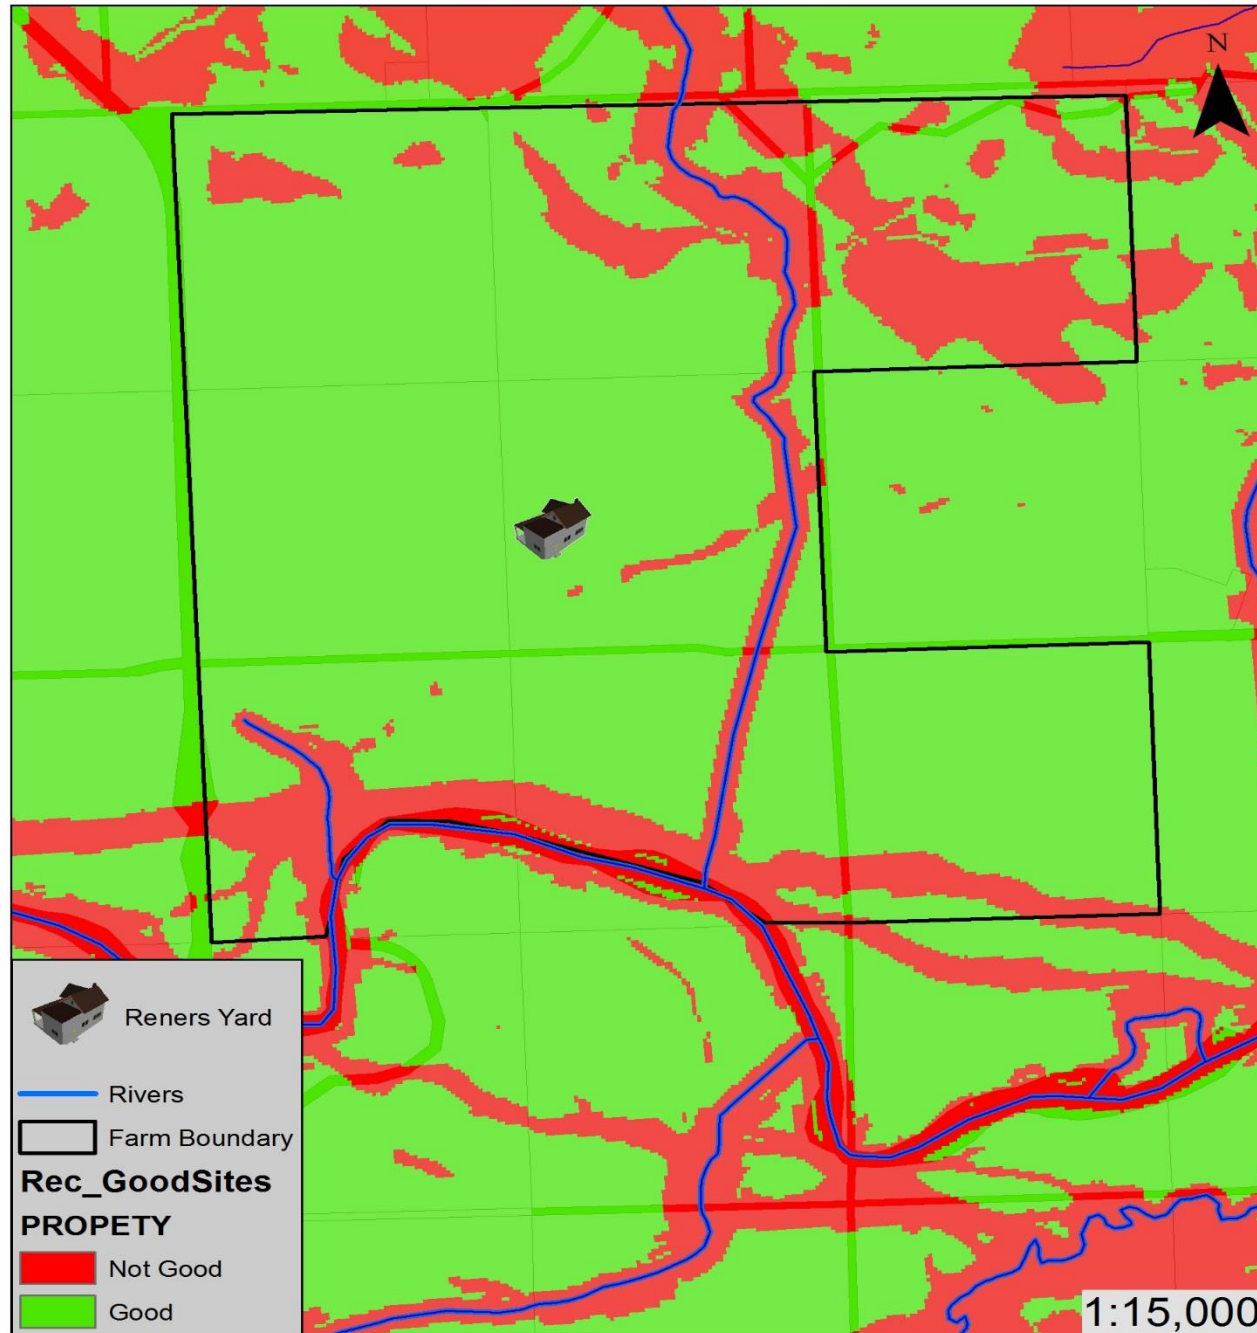 N
Reners Yard
Rivers
Farm Boundary
Rec_GoodSites
PROPETY
Not Good
Good
1:15,000